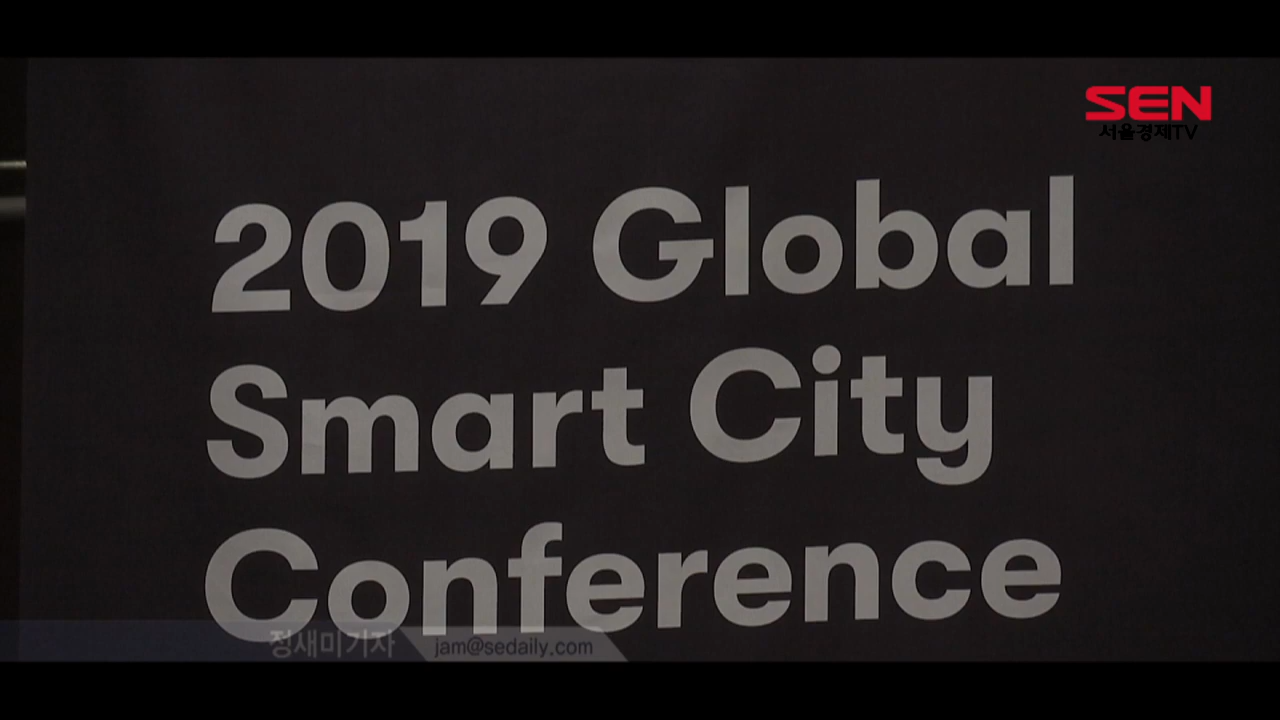 SEN
서울경제TV
2019 Global
Smart City
Conference
정새미기자
jam@sedaily.com